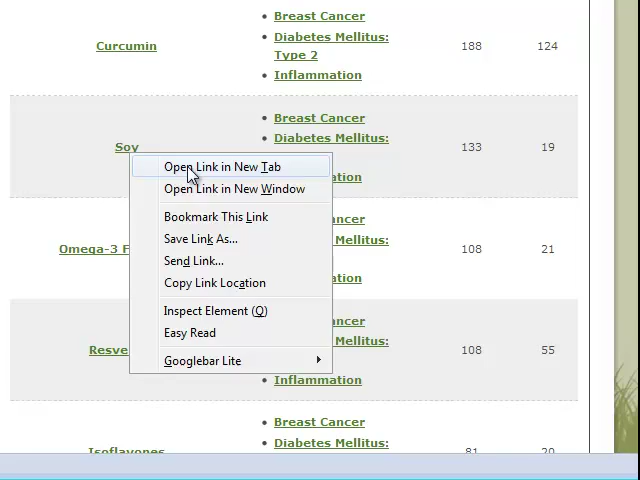 Breast Cancer
Curcumin
Diabetes Mellitus:
Type 2
188
124
Inflammation
Breast Cancer
Soy
Diabetes Mellitus:
133
19
Open Link in New Tab
Open Link in New Window
Bookmark This Link
Save Link As...
Send Link...
Copy Link Location
Inspect Element (Q)
Easy Read
Googlebar Lite
Omega-3 F
108
21
Resve
108
55
Inflammation
Breast Cancer
Diabetes Mellitus:
Isoflavones
81
20